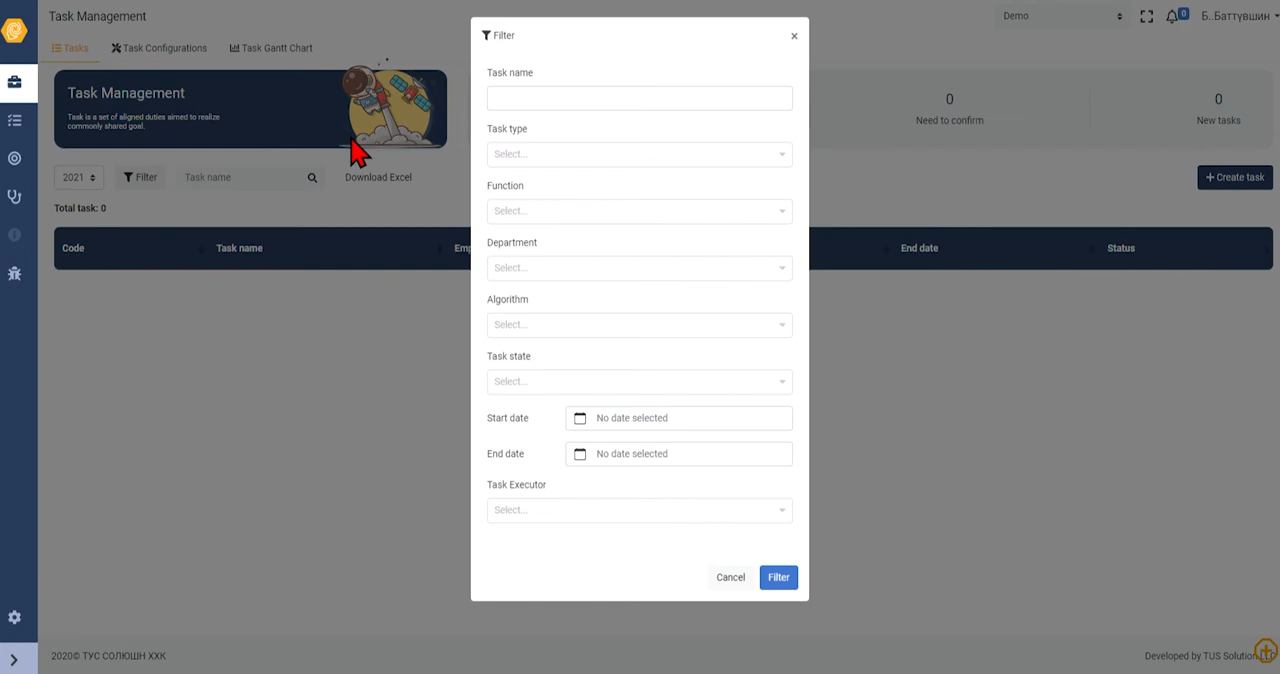 Task Management
Demo
0
Б..Баттүвшин
Tasks
Task Configurations
Task Gantt Chart
Task Management
Task is a set of aligned duties aimed to realize
commonly shared goal.
0
Need to confirm
0
New tasks
2021
Filter
Task name
Download Excel
Create task
Total task: 0
Code
Task name
End date
Status
Filter
×
Task name
Task type
Select...
Function
Select...
Department
Select...
Algorithm
Select...
Task state
Select...
Start date
No date selected
End date
No date selected
Task Executor
Select...
Cancel
Filter
2020© ТУС СОЛЮШН ХХК
Developed by TUS Solution LLC